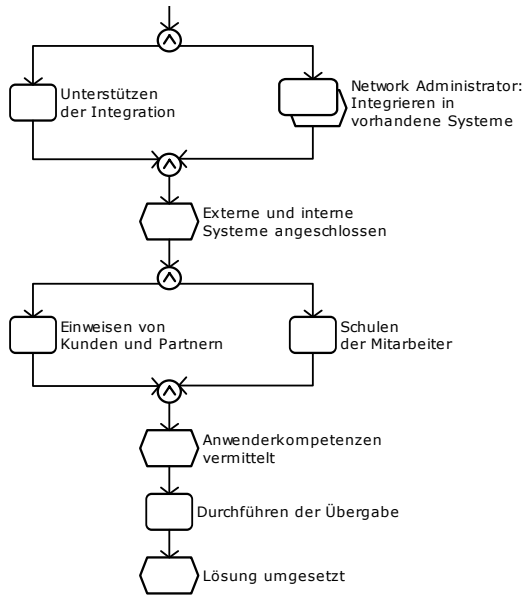 Unterstützen
der Integration
Network Administrator:
Integrieren in
vorhandene Systeme
Externe und interne
Systeme angeschlossen
Einweisen von
Kunden und Partnern
Schulen
der Mitarbeiter
Anwenderkompetenzen
vermittelt
Durchführen der Übergabe
Lösung umgesetzt